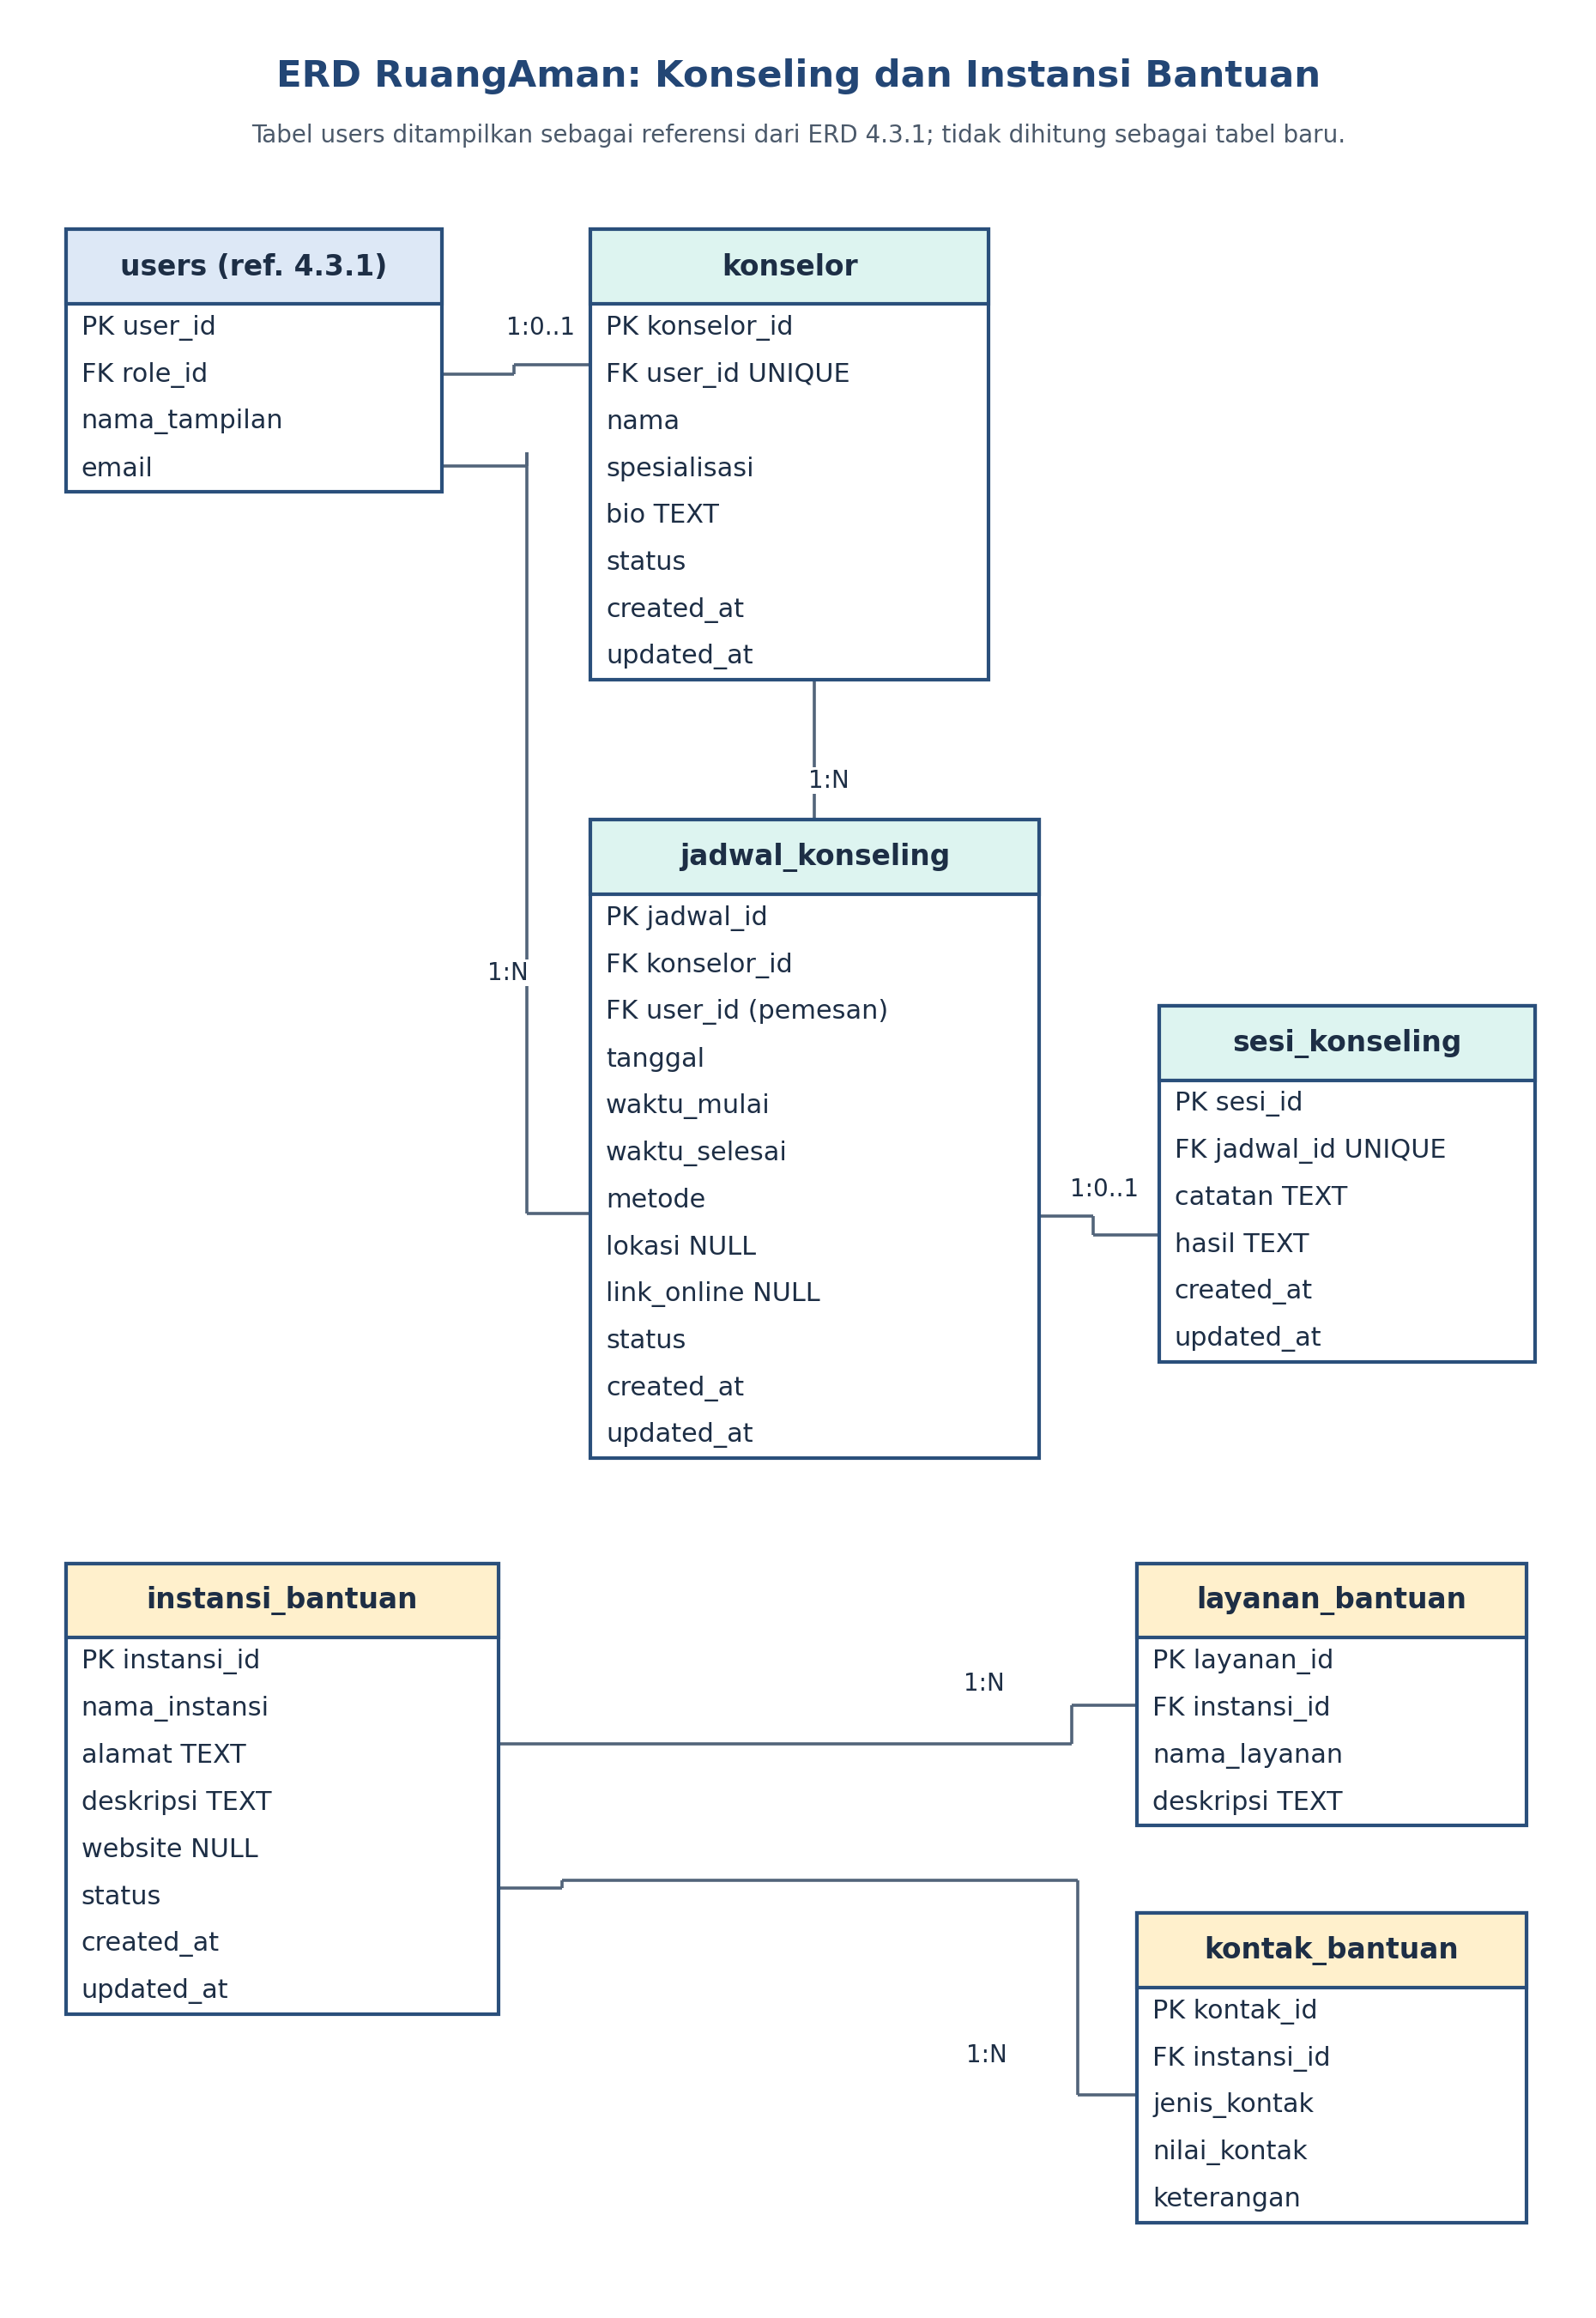 ERD RuangAman: Konseling dan Instansi Bantuan
Tabel users ditampilkan sebagai referensi dari ERD 4.3.1; tidak dihitung sebagai tabel baru.
users (ref. 4.3.1)
PK user_id
FK role_id
nama_tampilan
email
1:0..1
konselor
PK konselor_id
FK user_id UNIQUE
nama
spesialisasi
bio TEXT
status
created_at
updated_at
1:N
1:N
jadwal_konseling
PK jadwal_id
FK konselor_id
FK user_id (pemesan)
tanggal
waktu_mulai
waktu_selesai
metode
lokasi NULL
link_online NULL
status
created_at
updated_at
1:0..1
sesi_konseling
PK sesi_id
FK jadwal_id UNIQUE
catatan TEXT
hasil TEXT
created_at
updated_at
instansi_bantuan
PK instansi_id
nama_instansi
alamat TEXT
deskripsi TEXT
website NULL
status
created_at
updated_at
1:N
layanan_bantuan
PK layanan_id
FK instansi_id
nama_layanan
deskripsi TEXT
1:N
kontak_bantuan
PK kontak_id
FK instansi_id
jenis_kontak
nilai_kontak
keterangan